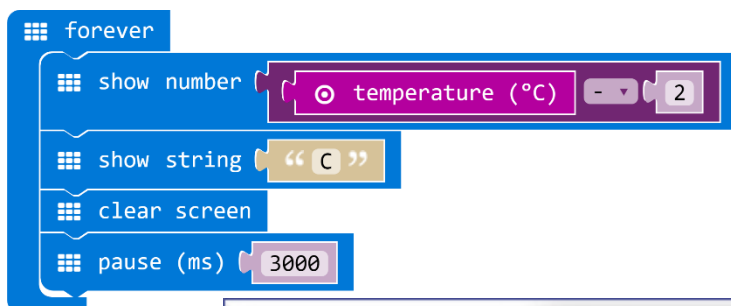 forever
show number temperature (°C) - 2
show string “ C ”
clear screen
pause (ms) 3000